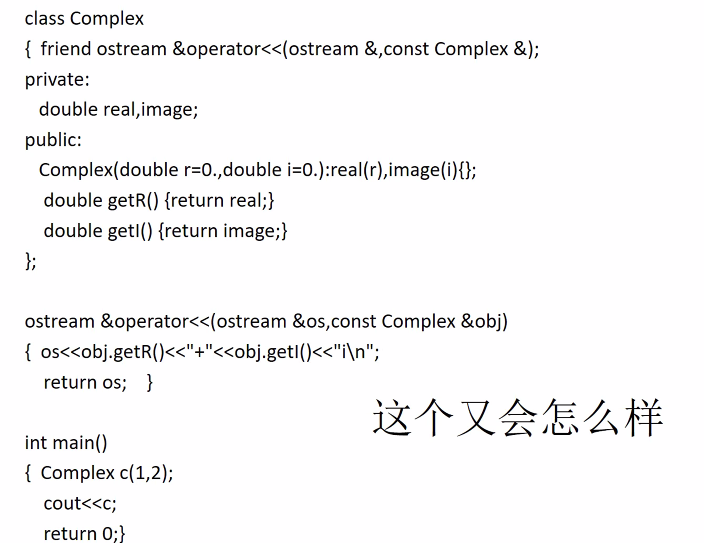 class Complex
{  friend ostream &operator<<(ostream &,const Complex &);
private:
   double real,image;
public:
   Complex(double r=0.,double i=0.):real(r),image(i){};
    double getR() {return real;}
    double getI() {return image;}
};
ostream &operator<<(ostream &os,const Complex &obj)
{  os<<obj.getR()<<"+"<<obj.getI()<<"i\n";
    return os;    }
这个又会怎么样
int main()
{  Complex c(1,2);
    cout<<c;
    return 0;}